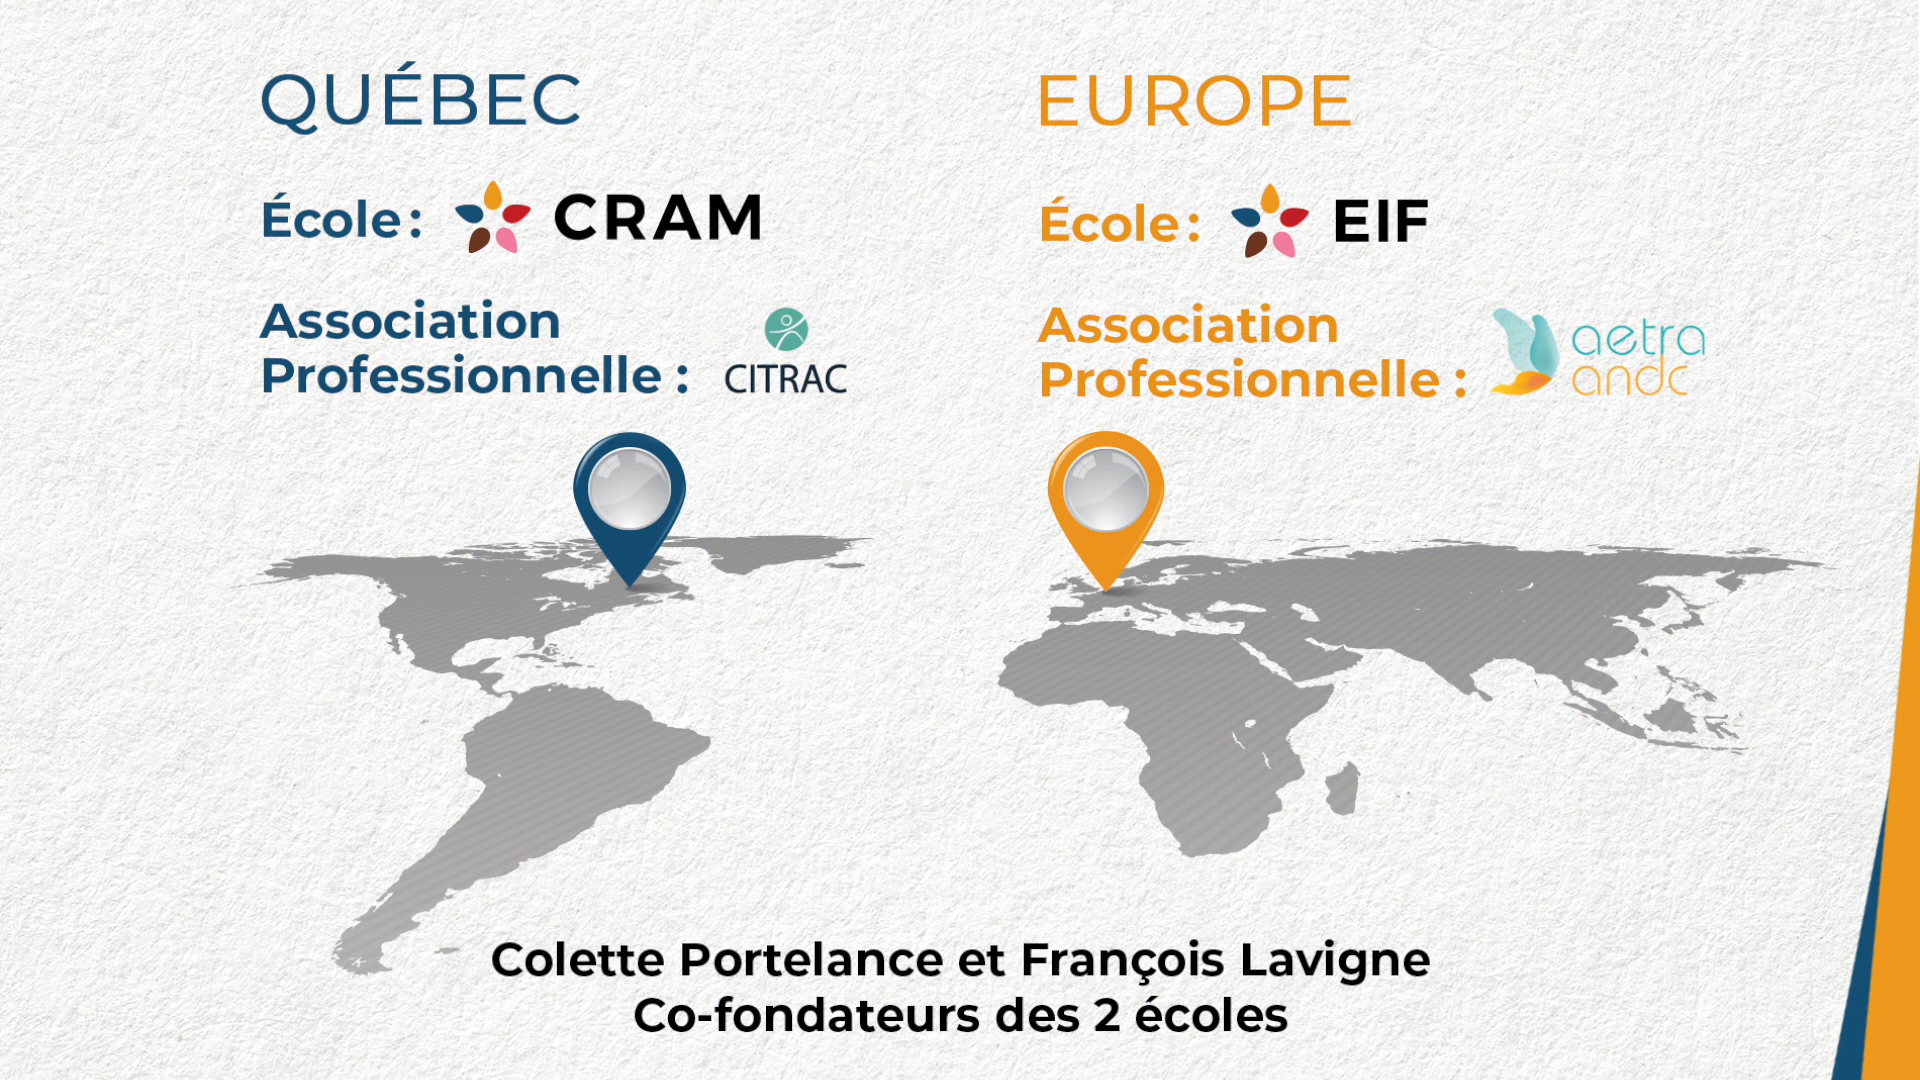 QUÉBEC
École : CRAM
Association
Professionnelle :
CITRAC
EUROPE
École : EIF
Association
Professionnelle :
aetra
andc
Colette Portelance et François Lavigne
Co-fondateurs des 2 écoles